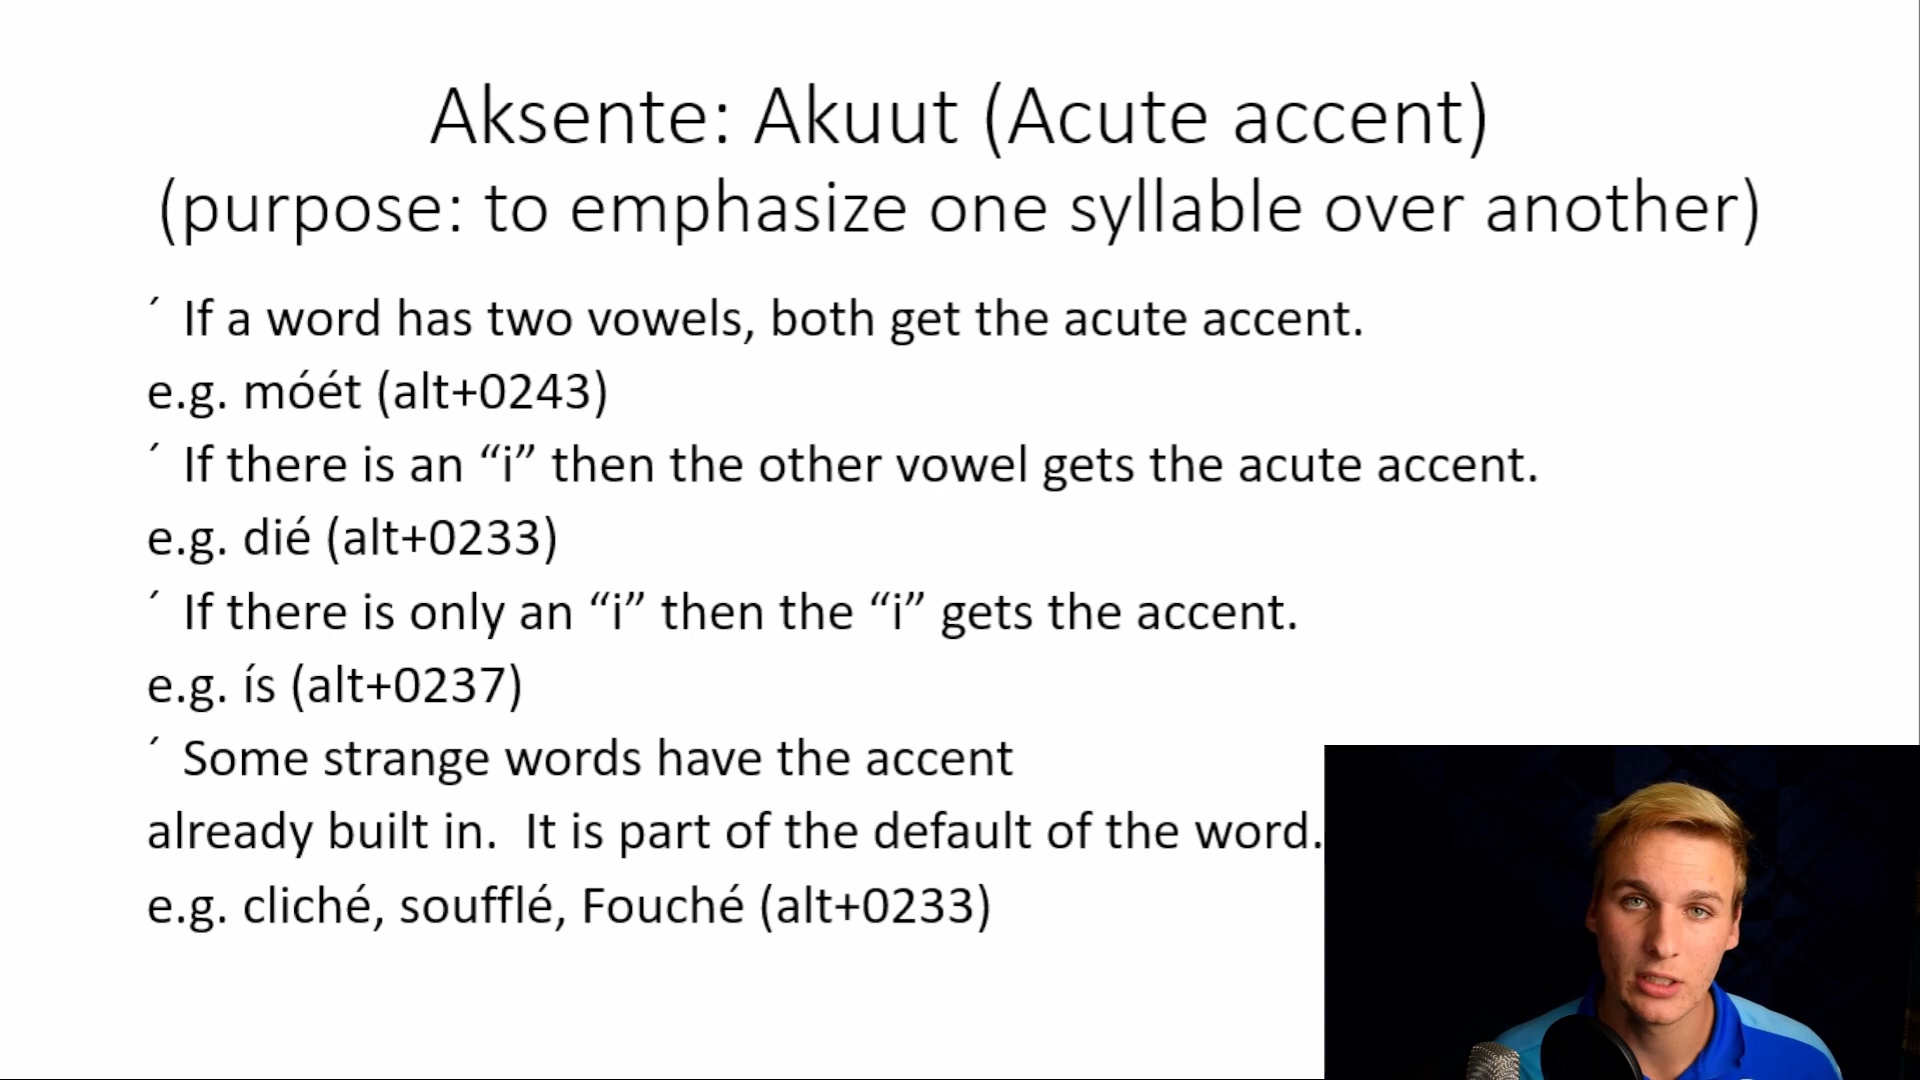 Aksente: Akuut (Acute accent)
(purpose: to emphasize one syllable over another)
´ If a word has two vowels, both get the acute accent.
e.g. móét (alt+0243)
´ If there is an “i” then the other vowel gets the acute accent.
e.g. dié (alt+0233)
´ If there is only an “i” then the “i” gets the accent.
e.g. ís (alt+0237)
´ Some strange words have the accent
already built in.  It is part of the default of the word.
e.g. cliché, soufflé, Fouché (alt+0233)